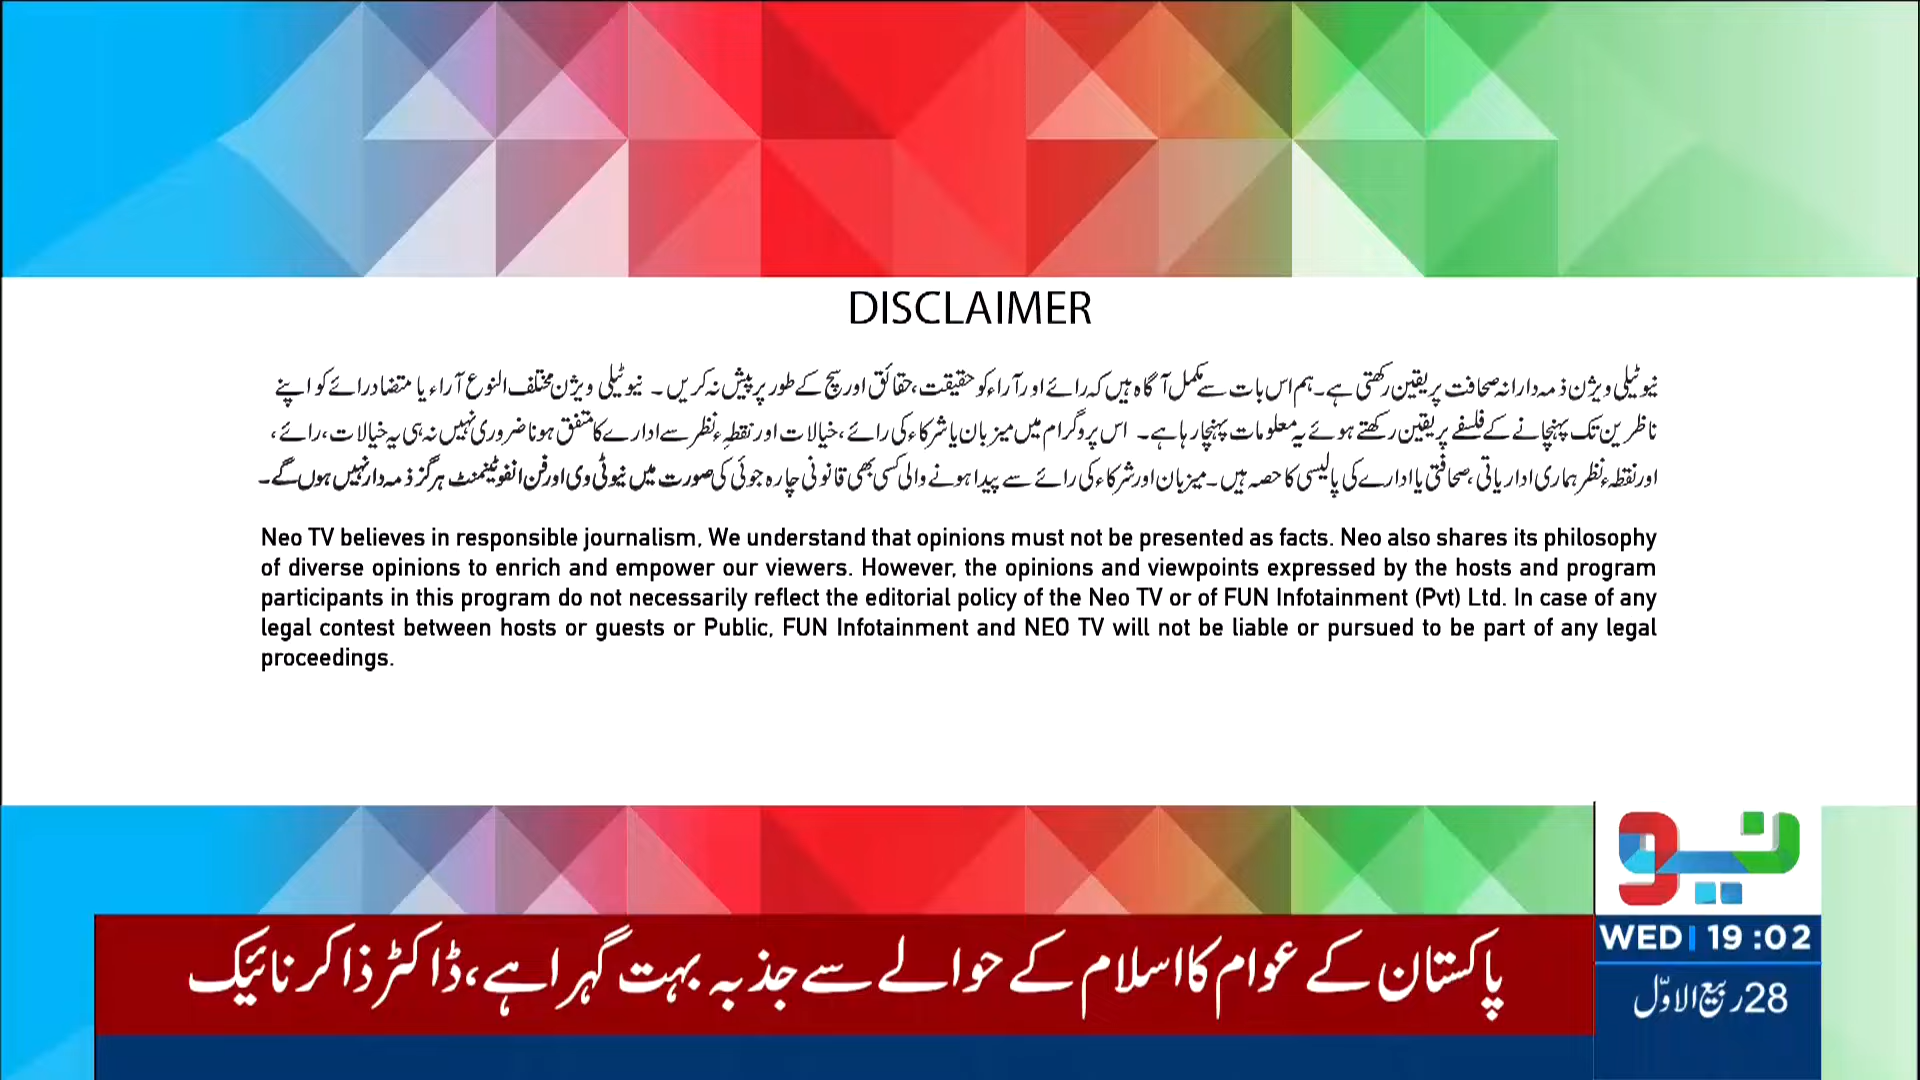 DISCLAIMER
نیوٹیلی ویژن ذمہ دارانہ صحافت پر یقین رکھتی ہے۔ ہم اس بات سے مکمل آگاہ ہیں کہ رائے اور آراء کو حقیقت، حقائق اور سچ کے طور پر پیش نہ کریں۔ نیوٹیلی ویژن مختلف النوع آراء یا متضاد رائے کو اپنے
ناظرین تک پہنچانے کے فلسفے پر یقین رکھتے ہوئے یہ معلومات پہنچا رہا ہے۔ اس پروگرام میں میزبان یا شرکاء کی رائے، خیالات اور نقطہء نظر سے ادارے کا متفق ہونا ضروری نہیں نہ ہی یہ خیالات، رائے،
اور نقطہء نظر ہماری ادارياتی، صحافتی یا ادارے کی پالیسی کا حصہ ہیں۔ میزبان اور شرکاء کی رائے سے پیدا ہونے والی کسی بھی قانونی چارہ جوئی کی صورت میں نیو ٹی وی اور فن انفوٹینمنٹ ہرگز ذمہ دار نہیں ہوں گے۔
Neo TV believes in responsible journalism, We understand that opinions must not be presented as facts. Neo also shares its philosophy
of diverse opinions to enrich and empower our viewers. However, the opinions and viewpoints expressed by the hosts and program
participants in this program do not necessarily reflect the editorial policy of the Neo TV or of FUN Infotainment (Pvt) Ltd. In case of any
legal contest between hosts or guests or Public, FUN Infotainment and NEO TV will not be liable or pursued to be part of any legal
proceedings.
نیو
WED 19:02
28 ربیع الاوّل
پاکستان کے عوام کا اسلام کے حوالے سے جذبہ بہت گہرا ہے، ڈاکٹر ذاکر نائیک